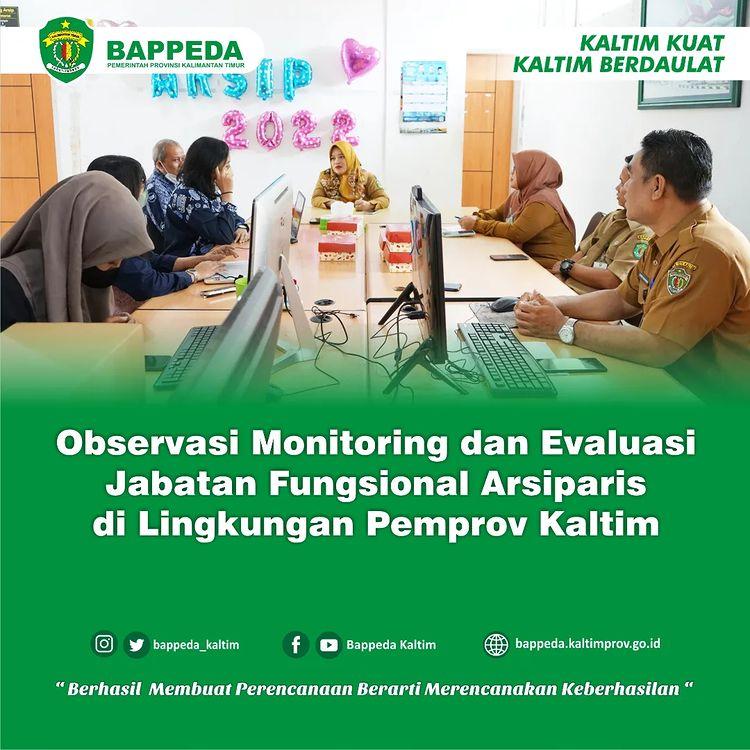 BAPPEDA
PEMERINTAH PROVINSI KALIMANTAN TIMUR
KALTIM KUAT
KALTIM BERDAULAT
ARSIP
2022
Observasi Monitoring dan Evaluasi
Jabatan Fungsional Arsiparis
di Lingkungan Pemprov Kaltim
bappeda_kaltim
Bappeda Kaltim
bappeda.kaltimprov.go.id
“ Berhasil Membuat Perencanaan Berarti Merencanakan Keberhasilan “